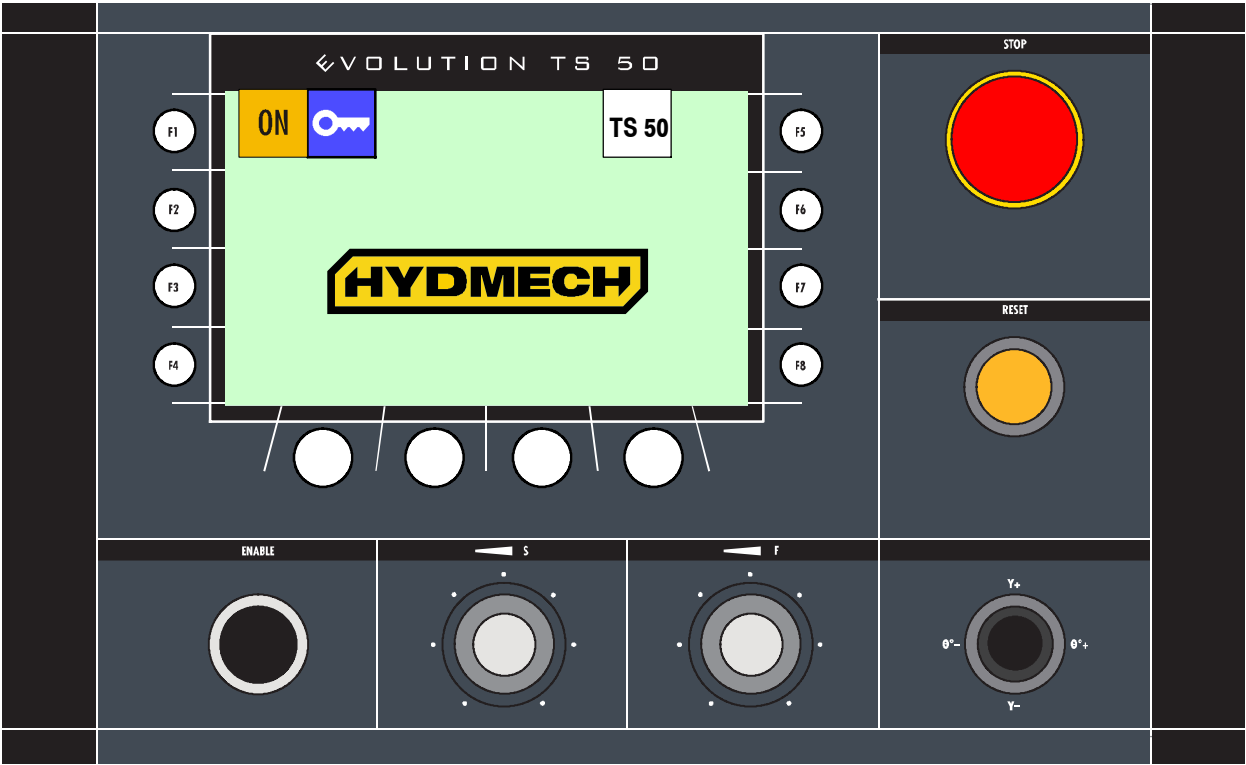 EVOLUTION TS 50
STOP
ON
TS 50
F1
F5
F2
F6
HYDMECH
F3
F7
RESET
F4
F8
ENABLE
S
F
Y+
θ°-
θ°+
Y-